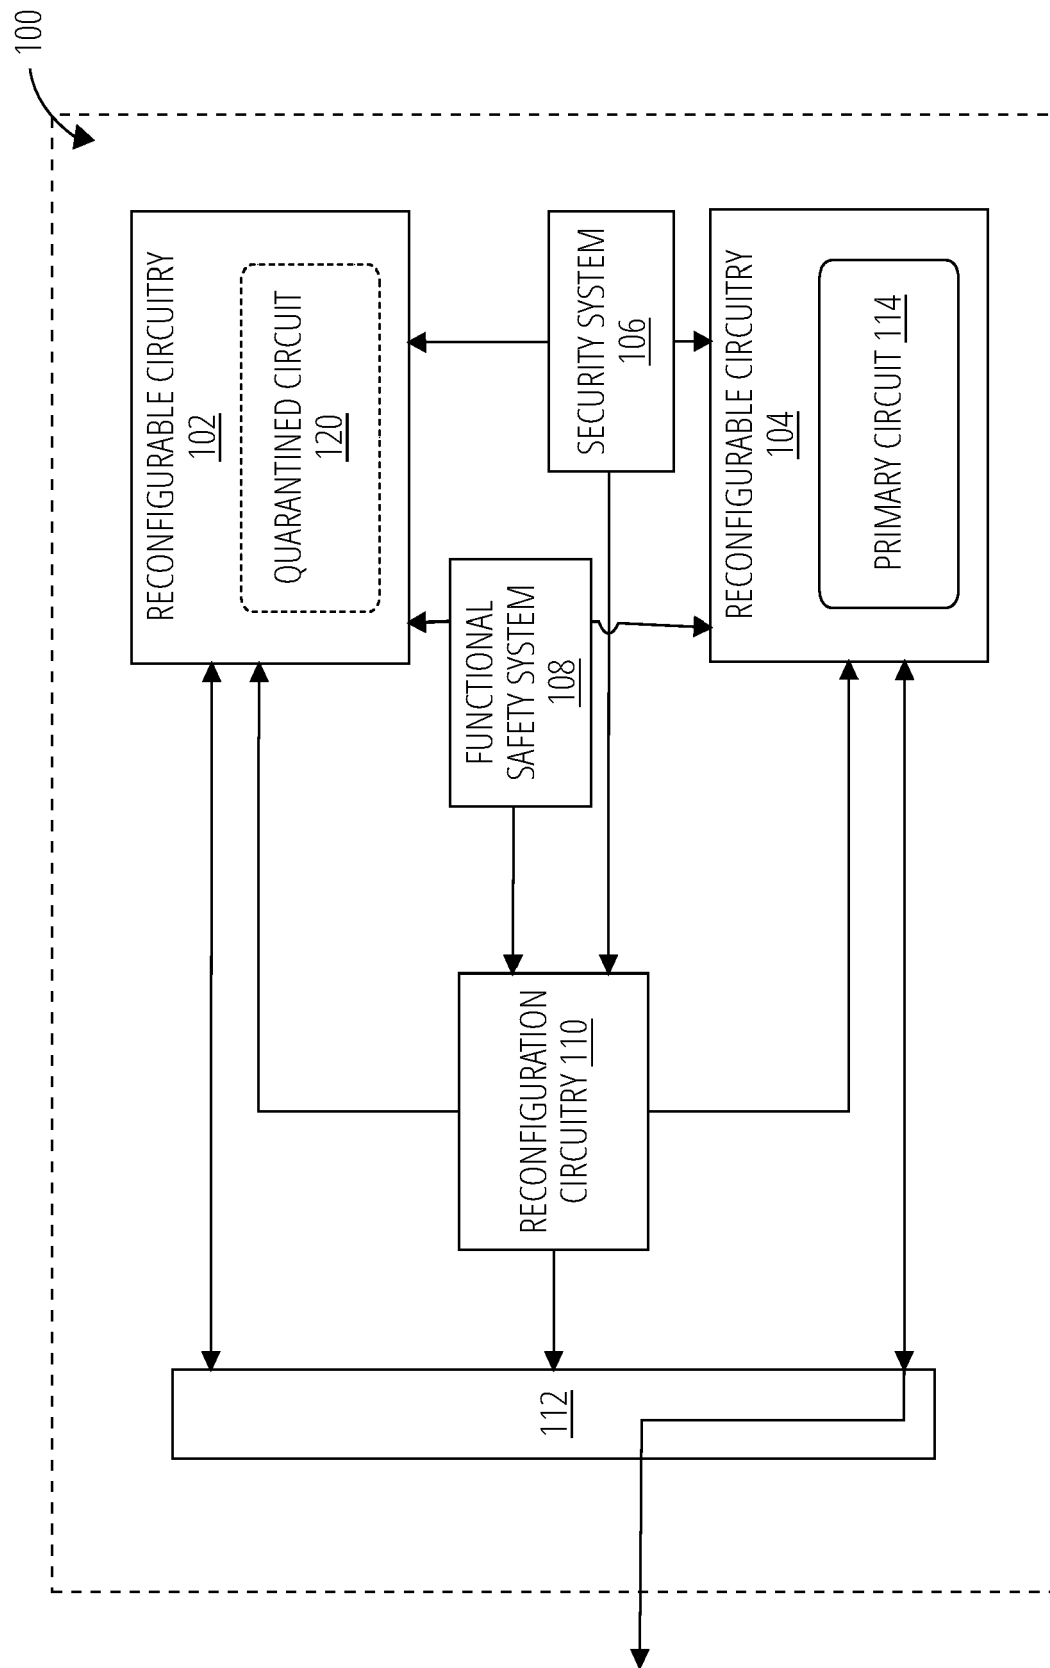 100
RECONFIGURABLE CIRCUITRY
102
QUARANTINED CIRCUIT
120
FUNCTIONAL
SAFETY SYSTEM
108
SECURITY SYSTEM
106
RECONFIGURATION
CIRCUITRY 110
112
RECONFIGURABLE CIRCUITRY
104
PRIMARY CIRCUIT 114